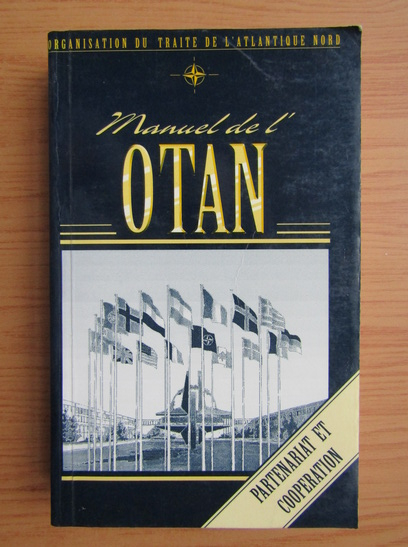 ORGANISATION DU TRAITE DE L'ATLANTIQUE NORD
Manuel de l'
OTAN
PARTENARIAT ET
COOPERATION